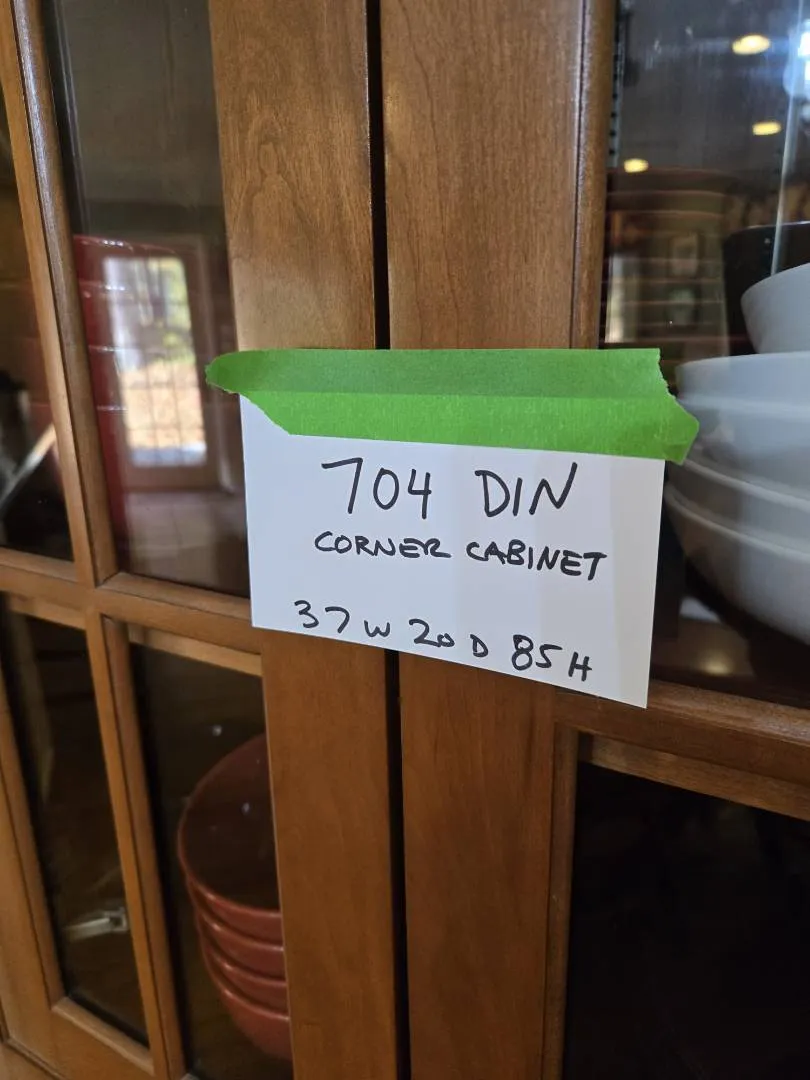 704 DIN
CORNER CABINET
37 W 20 D 85 H